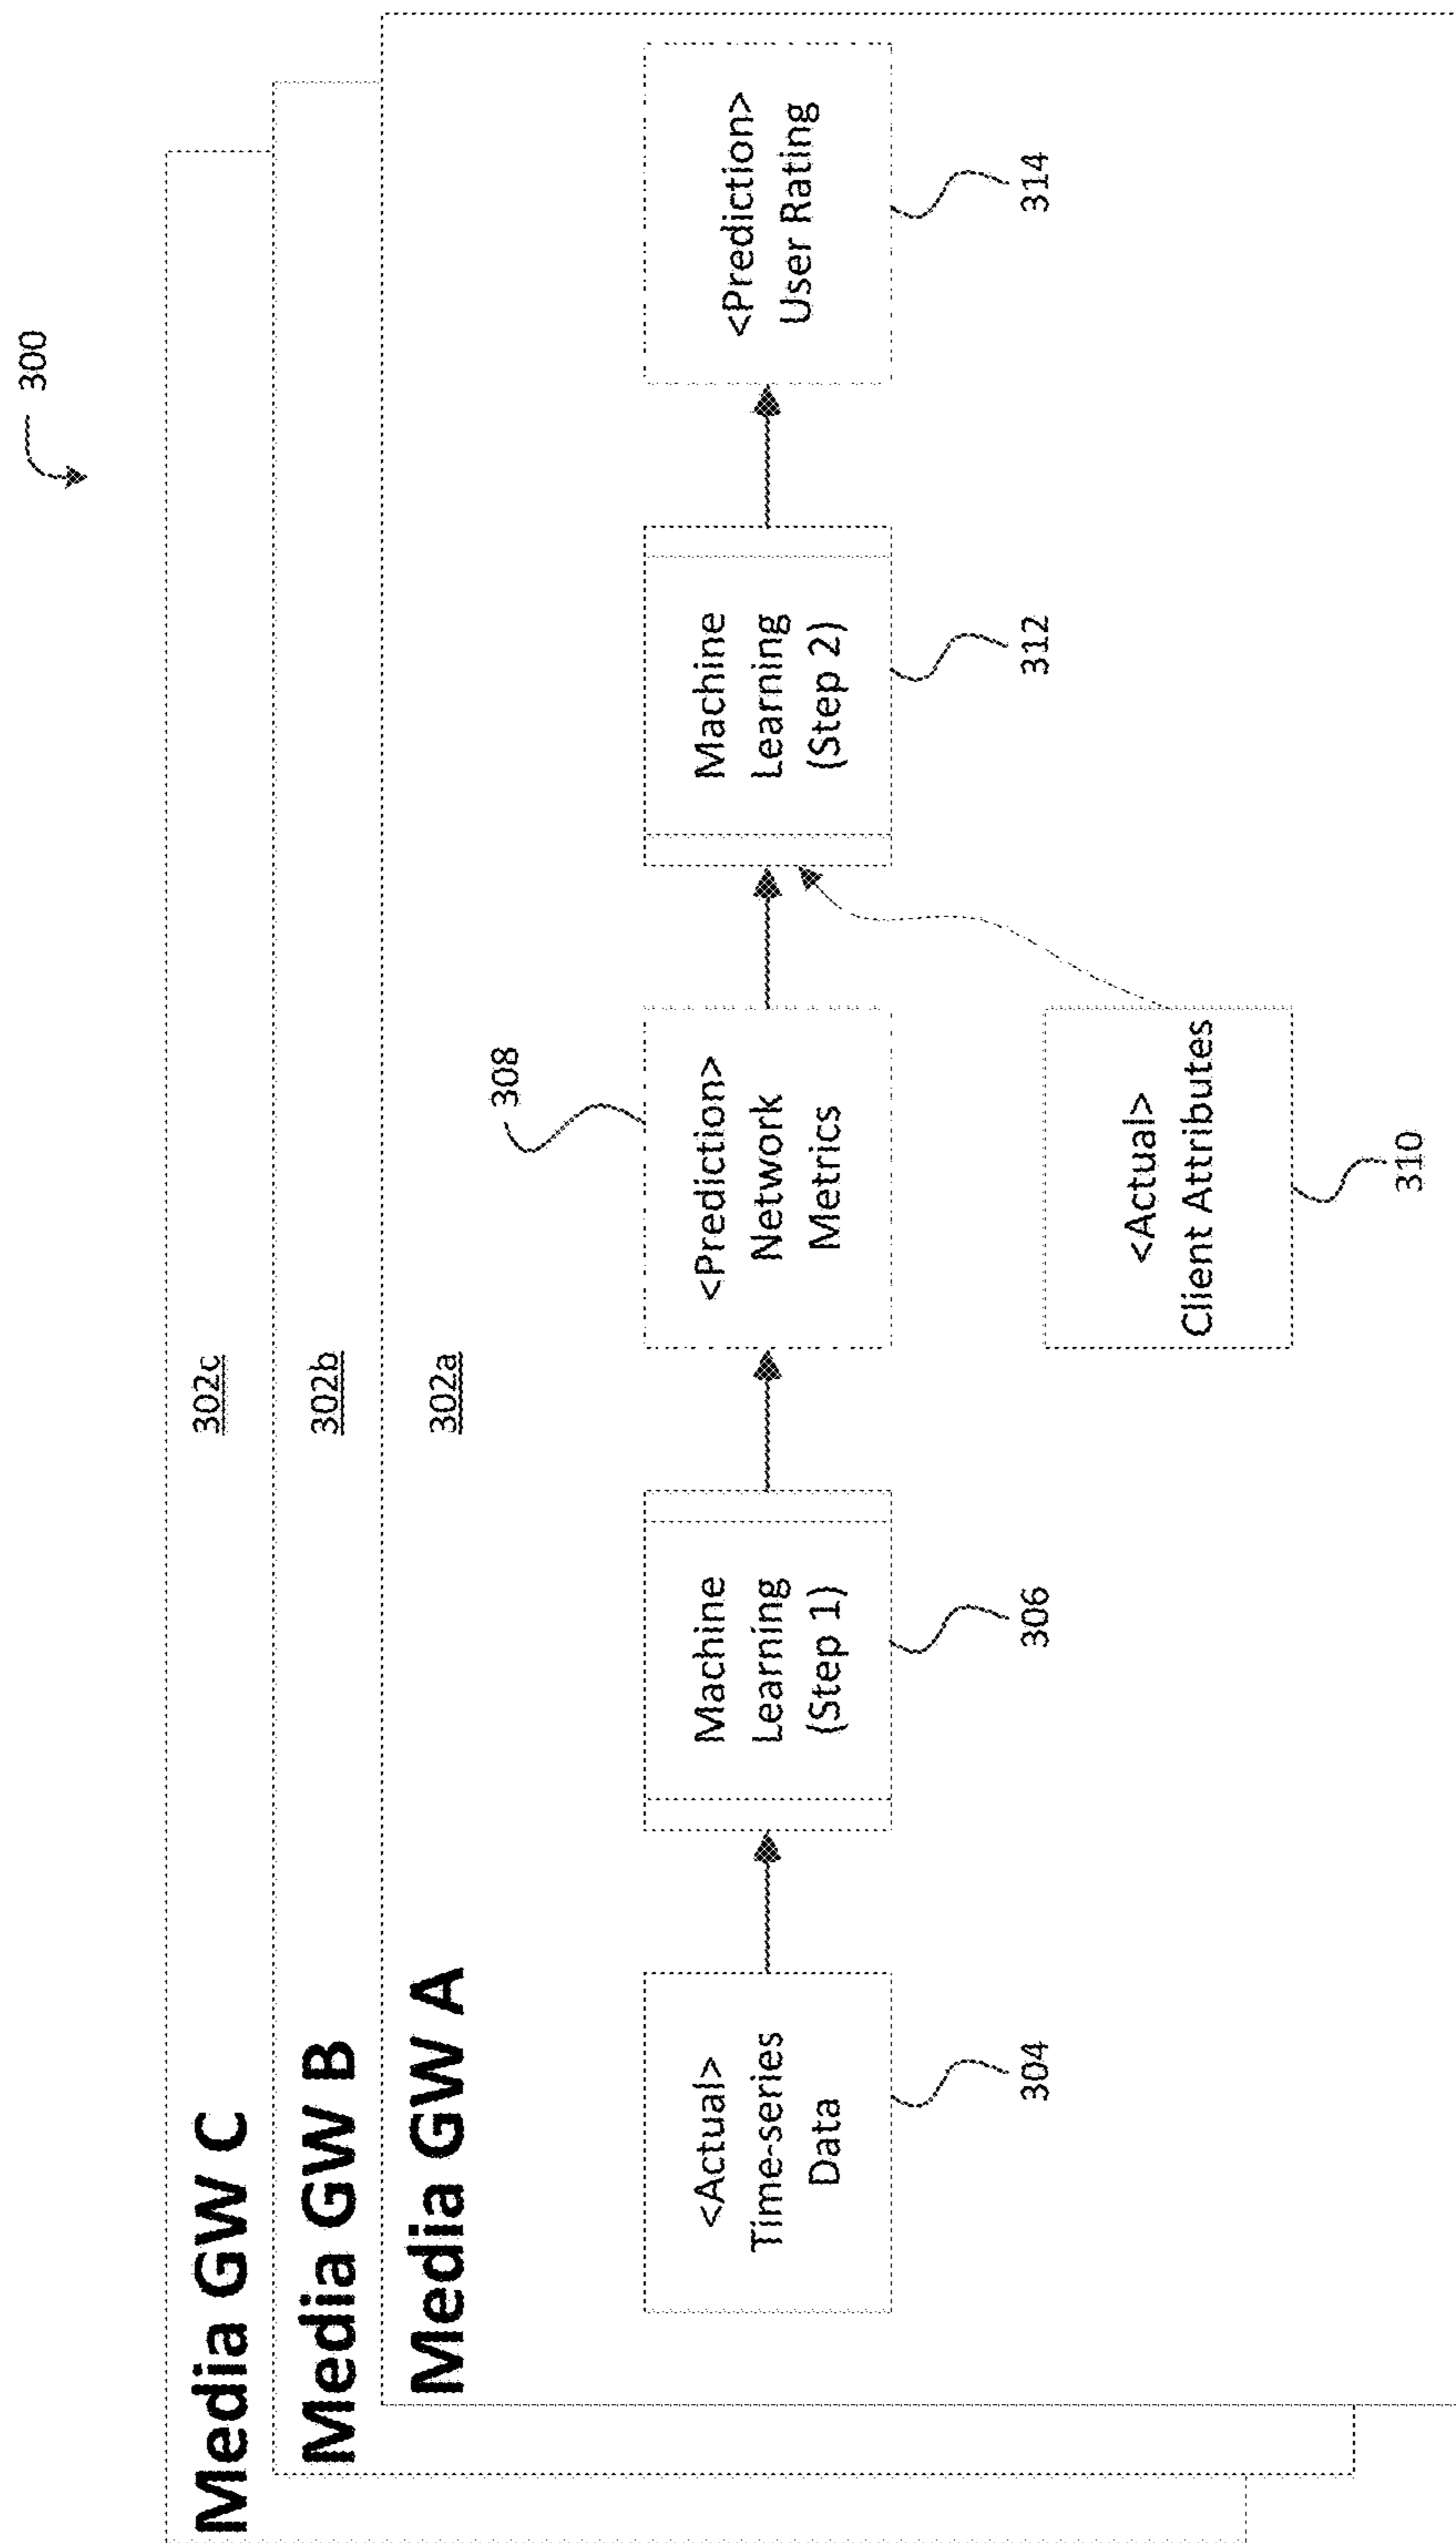 300
Media GW C
302c
Media GW B
302b
Media GW A
302a
<Actual>
Time-series
Data
304
Machine
Learning
(Step 1)
306
308
<Prediction>
Network
Metrics
<Actual>
Client Attributes
310
Machine
Learning
(Step 2)
312
<Prediction>
User Rating
314